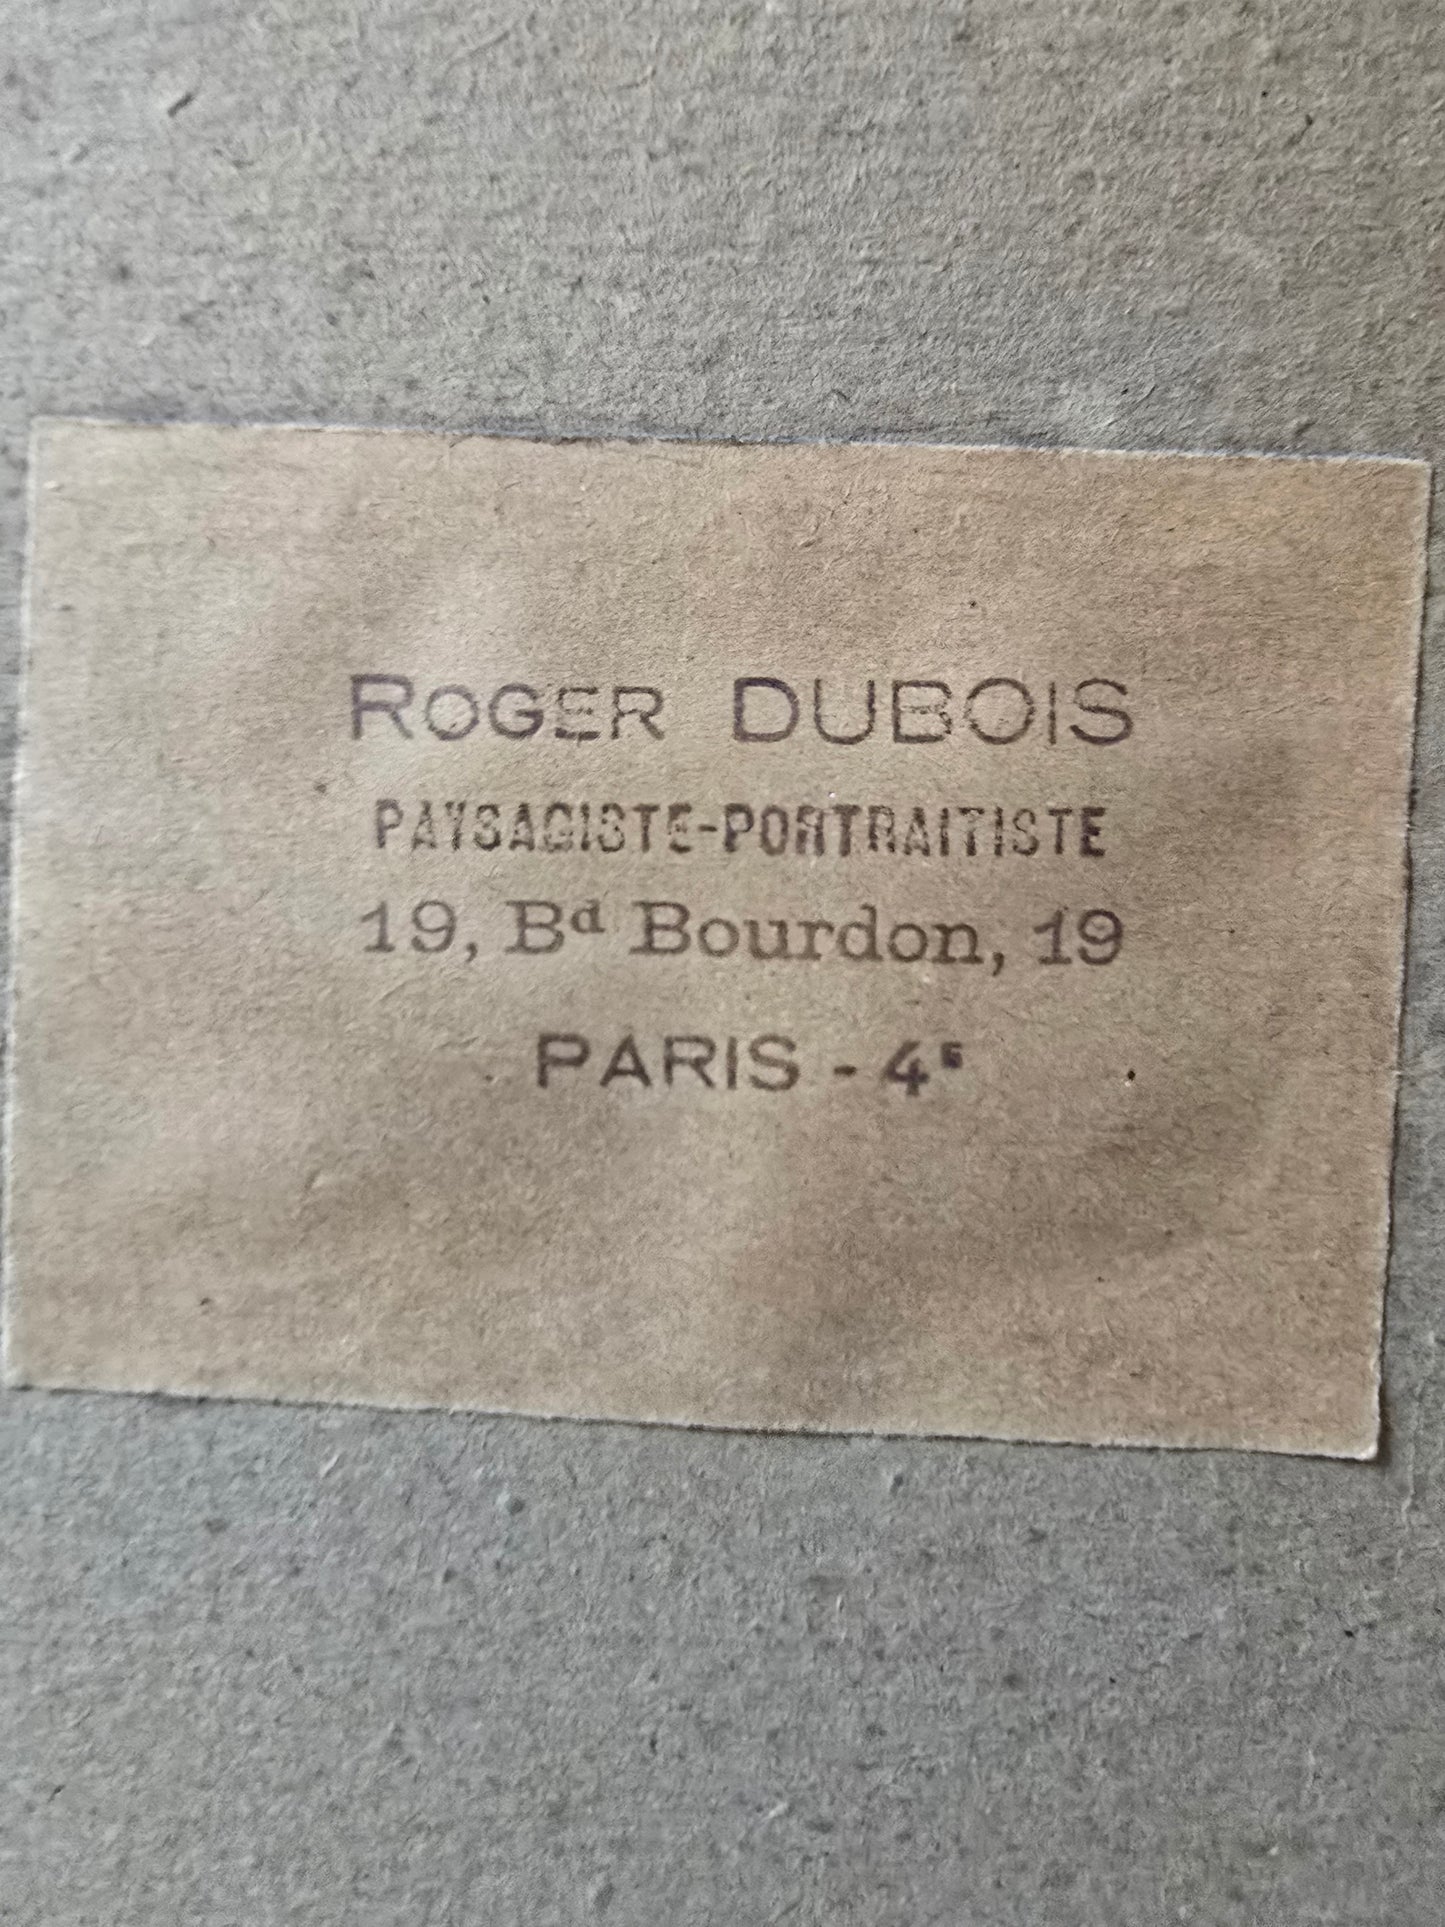 ROGER DUBOIS
PAYSAGISTE-PORTRAITISTE
19, Bd Bourdon, 19
PARIS - 4E